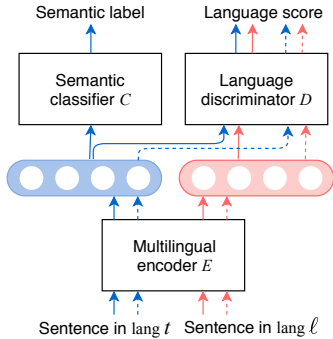 Semantic label
Language score
Semantic
classifier C
Language
discriminator D
Multilingual
encoder E
Sentence in lang t
Sentence in lang ℓ